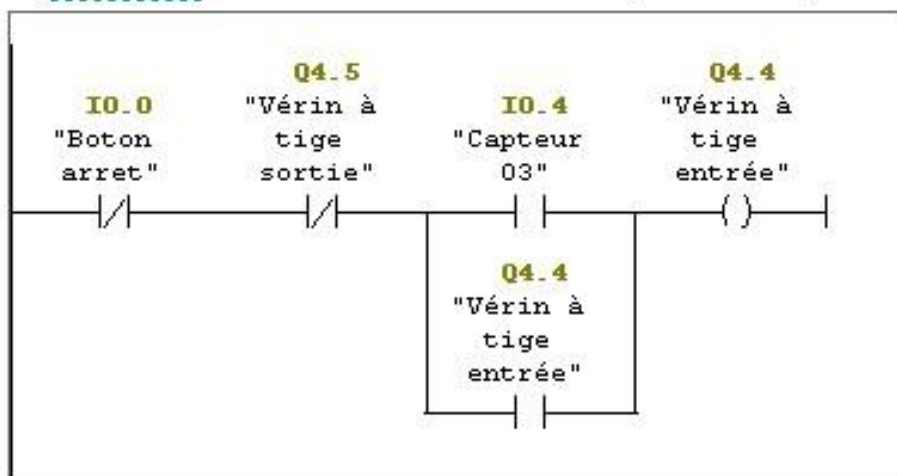 Q4.5
Q4.4
I0.0
"Vérin à
I0.4
"Vérin à
"Boton
tige
"Capteur
tige
arret"
sortie"
03"
entrée"
Q4.4
"Vérin à
tige
entrée"